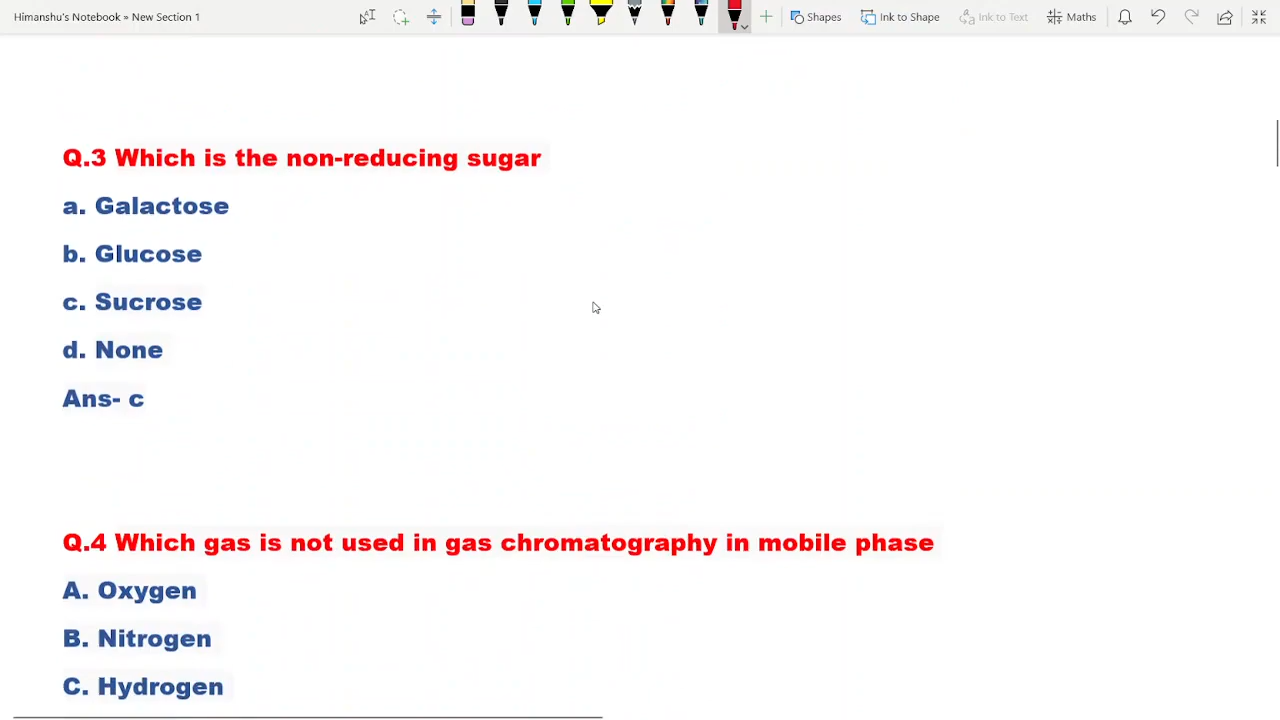 Himanshu's Notebook » New Section 1
Shapes
Ink to Shape
Ink to Text
Maths
Q.3 Which is the non-reducing sugar
a. Galactose
b. Glucose
c. Sucrose
d. None
Ans- c
Q.4 Which gas is not used in gas chromatography in mobile phase
A. Oxygen
B. Nitrogen
C. Hydrogen